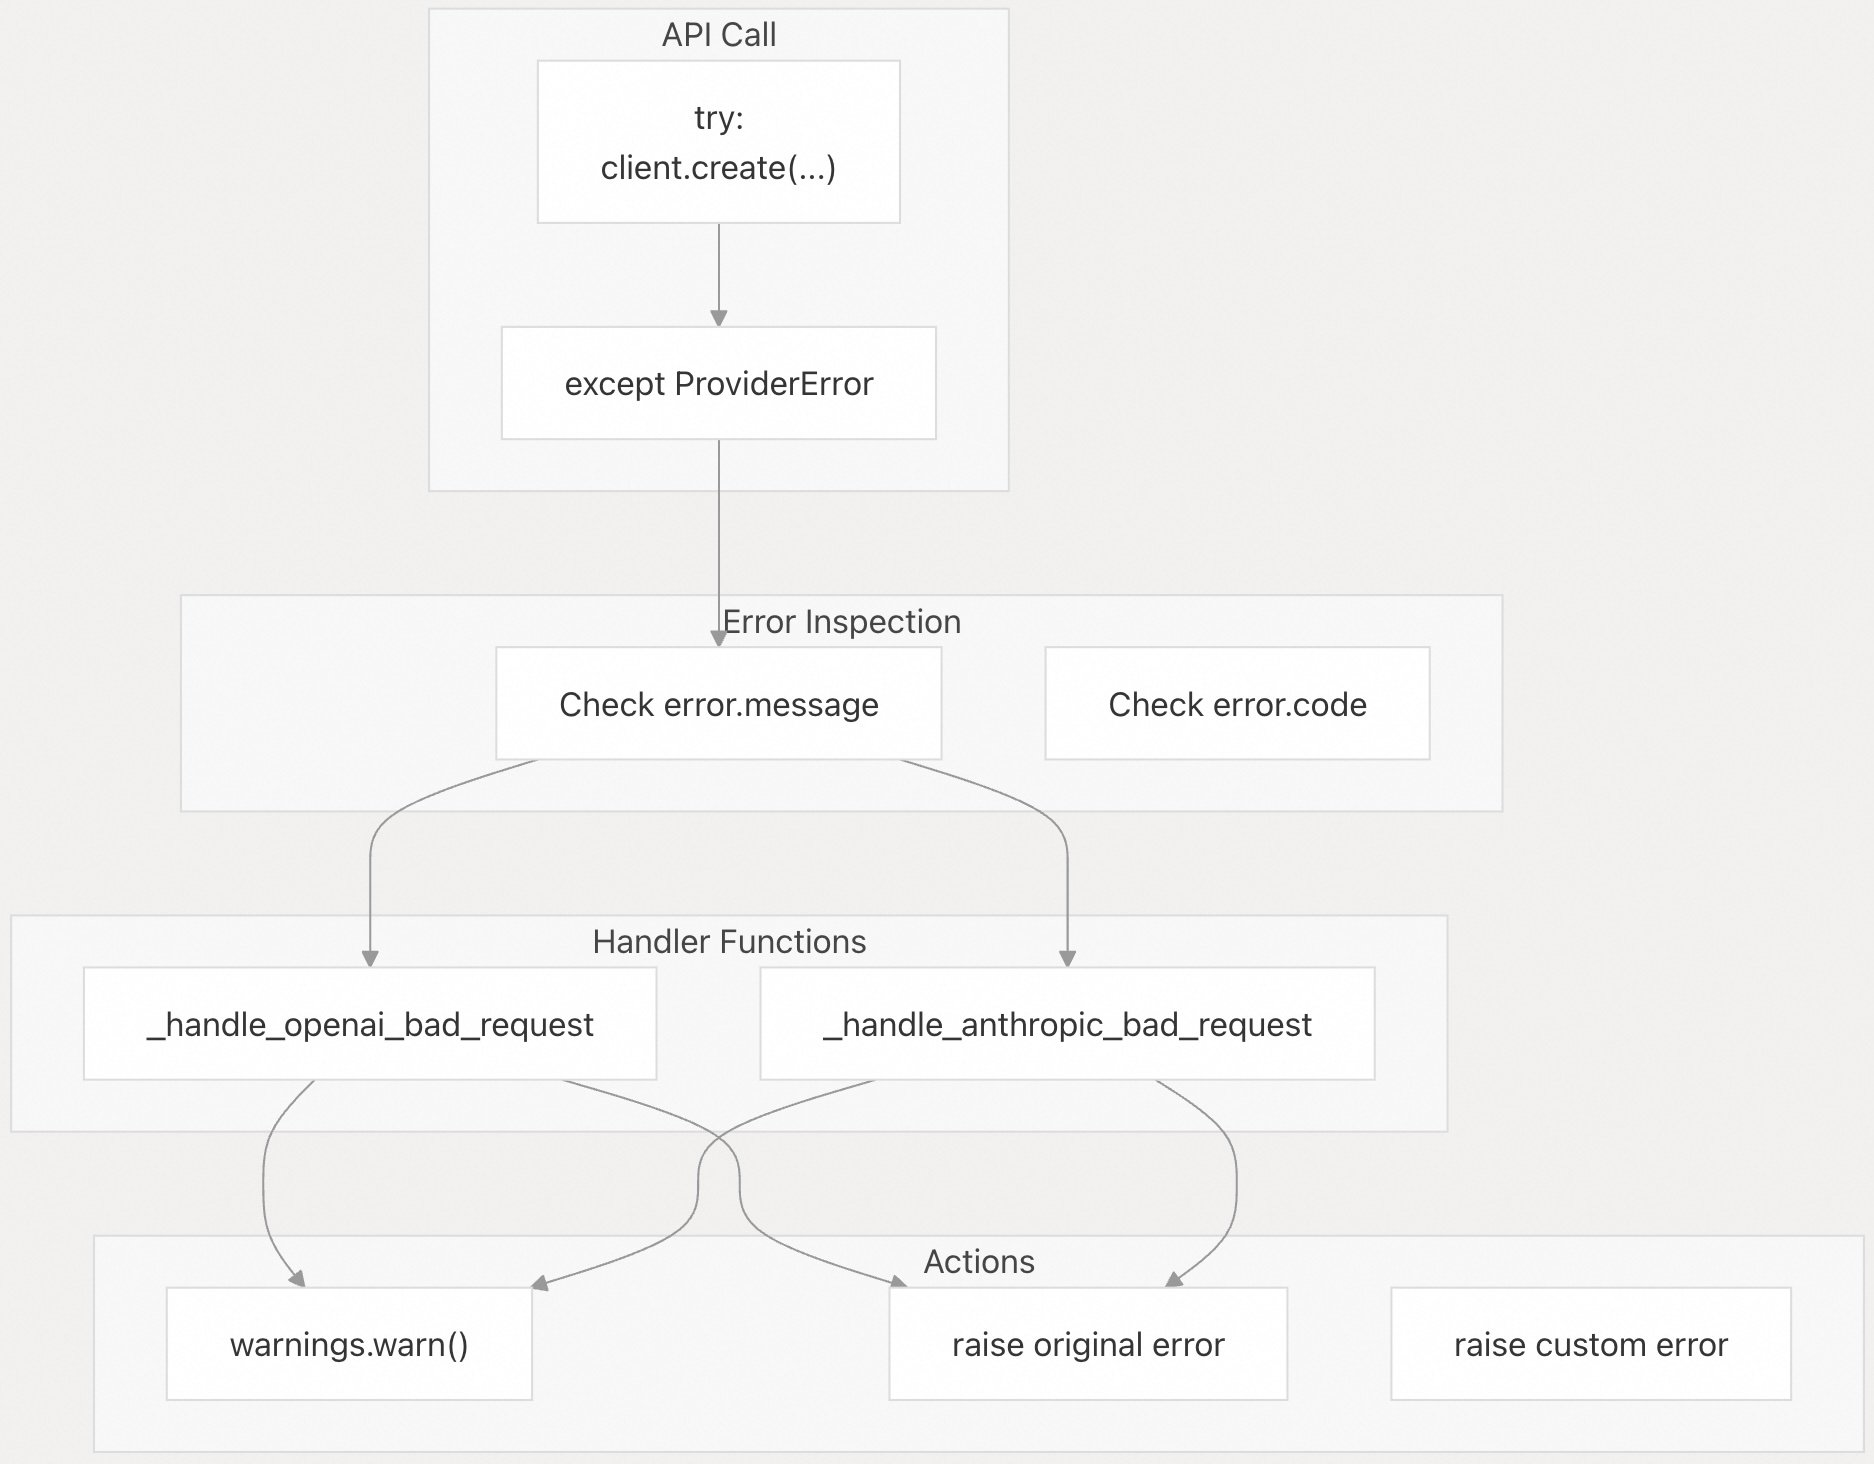 API Call
try:
client.create(...)
except ProviderError
Error Inspection
Check error.message
Check error.code
Handler Functions
_handle_openai_bad_request
_handle_anthropic_bad_request
Actions
warnings.warn()
raise original error
raise custom error